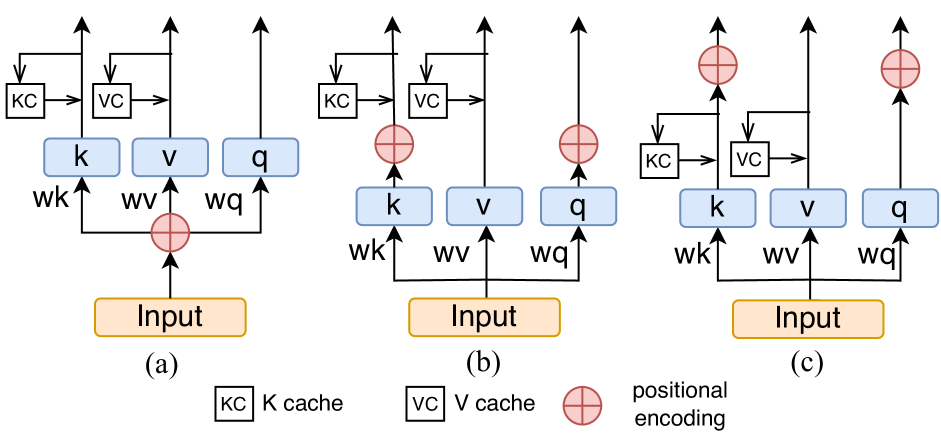 KC VC KC VC
k v q
KC VC
wk wv wq
k v q k v q
wk wv wq wk wv wq
Input Input Input
(a) (b) (c)
KC K cache VC V cache positional
encoding